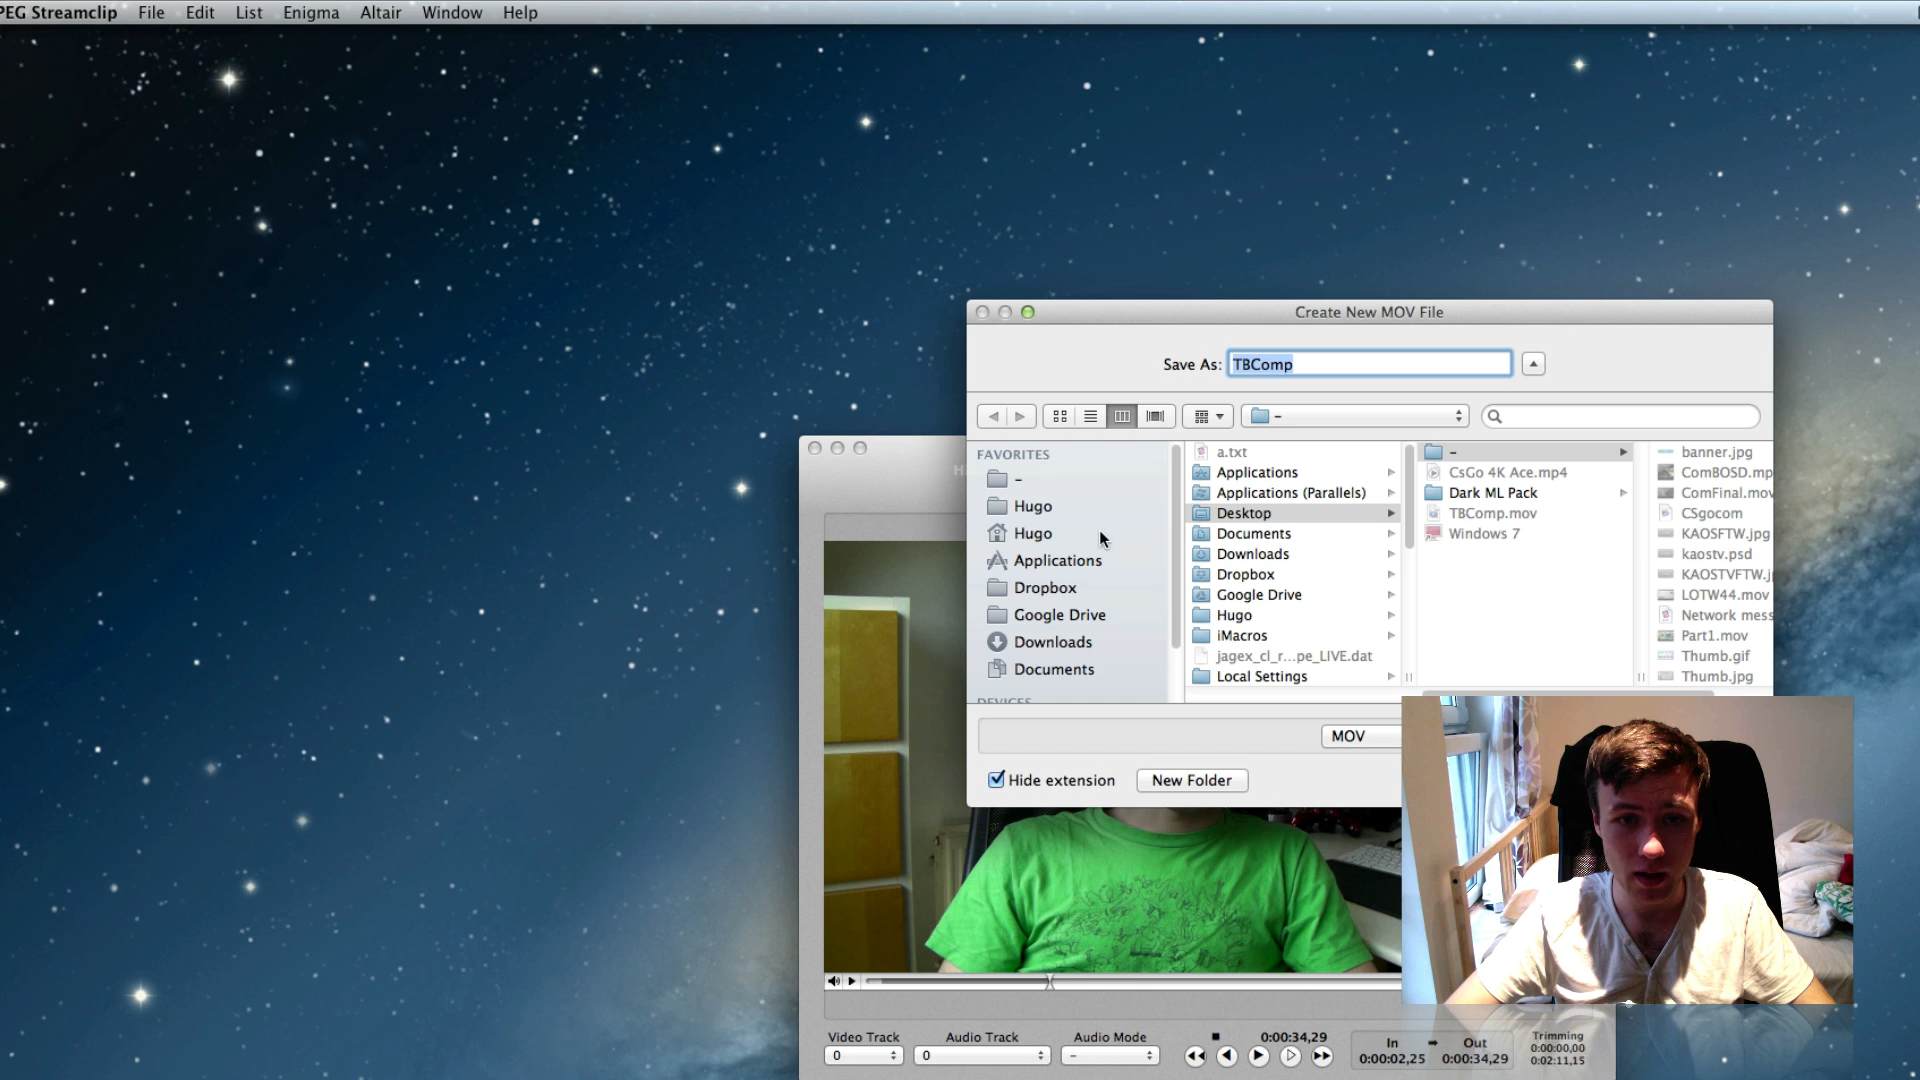 PEG Streamclip File Edit List Enigma Altair Window Help
Create New MOV File
Save As: TBComp
–
FAVORITES
–
Hugo
Hugo
Applications
Dropbox
Google Drive
Downloads
Documents
DEVICES
a.txt
Applications
Applications (Parallels)
Desktop
Documents
Downloads
Dropbox
Google Drive
Hugo
iMacros
jagex_cl_r...pe_LIVE.dat
Local Settings
–
CsGo 4K Ace.mp4
Dark ML Pack
TBComp.mov
Windows 7
banner.jpg
ComBOSD.mp
ComFinal.mov
CSgocom
KAOSFTW.jpg
kaostv.psd
KAOSTVFTW.j
LOTW44.mov
Network mess
Part1.mov
Thumb.gif
Thumb.jpg
MOV
Hide extension New Folder
Video Track Audio Track Audio Mode 0:00:34,29
0 0 –
In Out
0:00:02,25 0:00:34,29
Trimming
0:00:00,00
0:02:11,15